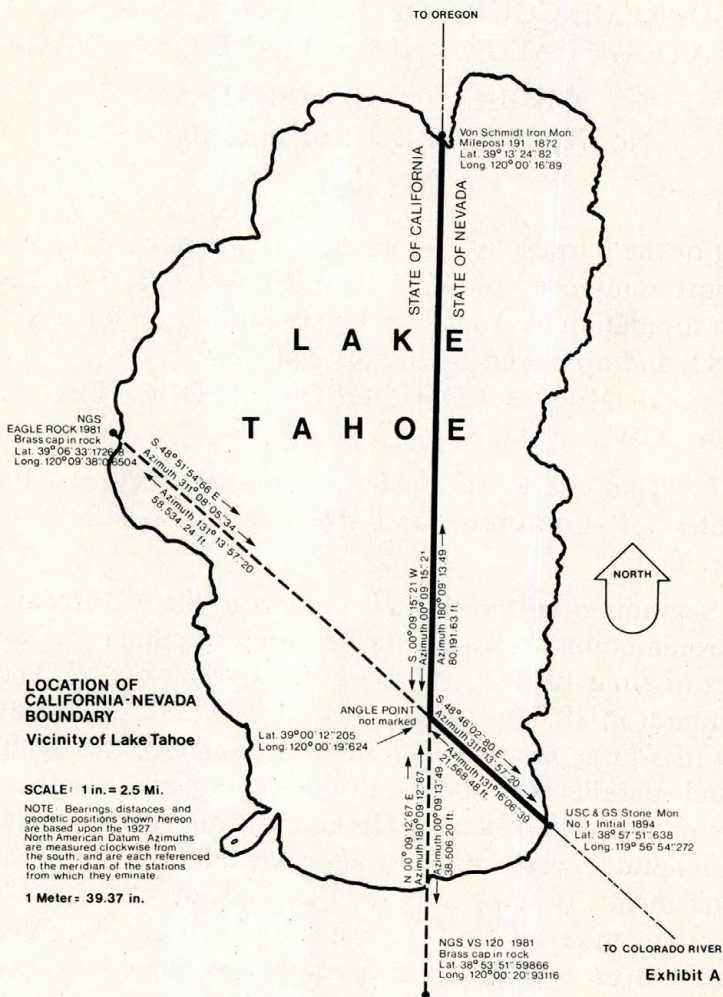 TO OREGON
Von Schmidt Iron Mon.
Milepost 191 1872
Lat. 39° 13' 24."82
Long. 120° 00' 16."89
STATE OF CALIFORNIA
STATE OF NEVADA
LAKE
TAHOE
NGS
EAGLE ROCK 1981
Brass cap in rock
Lat. 39° 06' 33."17268
Long. 120° 09' 38."06504
S. 48° 51' 54."66 E
Azimuth 311° 08' 05."34
Azimuth 131° 13' 57."20
58,534.24 ft.
S. 00° 09' 15."21 W
Azimuth 00° 09' 15."21
Azimuth 180° 09' 13."49
80,191.63 ft.
NORTH
LOCATION OF
CALIFORNIA-NEVADA
BOUNDARY
Vicinity of Lake Tahoe
ANGLE POINT
not marked
Lat. 39° 00' 12."205
Long. 120° 00' 19."624
S 48° 46' 02."80 E
Azimuth 311° 13' 57."20
Azimuth 131° 16' 06."39
21,568.48 ft.
SCALE: 1 in. = 2.5 Mi.
NOTE: Bearings, distances and
geodetic positions shown hereon
are based upon the 1927
North American Datum. Azimuths
are measured clockwise from
the south, and are each referenced
to the meridian of the stations
from which they eminate.
1 Meter = 39.37 in.
N 00° 09' 12."67 E
Azimuth 180° 09' 12."67
Azimuth 00° 09' 13."49
38,506.20 ft.
USC & GS Stone Mon.
No. 1 Initial 1894
Lat. 38° 57' 51."638
Long. 119° 56' 54."272
NGS VS 120 1981
Brass cap in rock
Lat. 38° 53' 51."59866
Long. 120° 00' 20."93116
TO COLORADO RIVER
Exhibit A